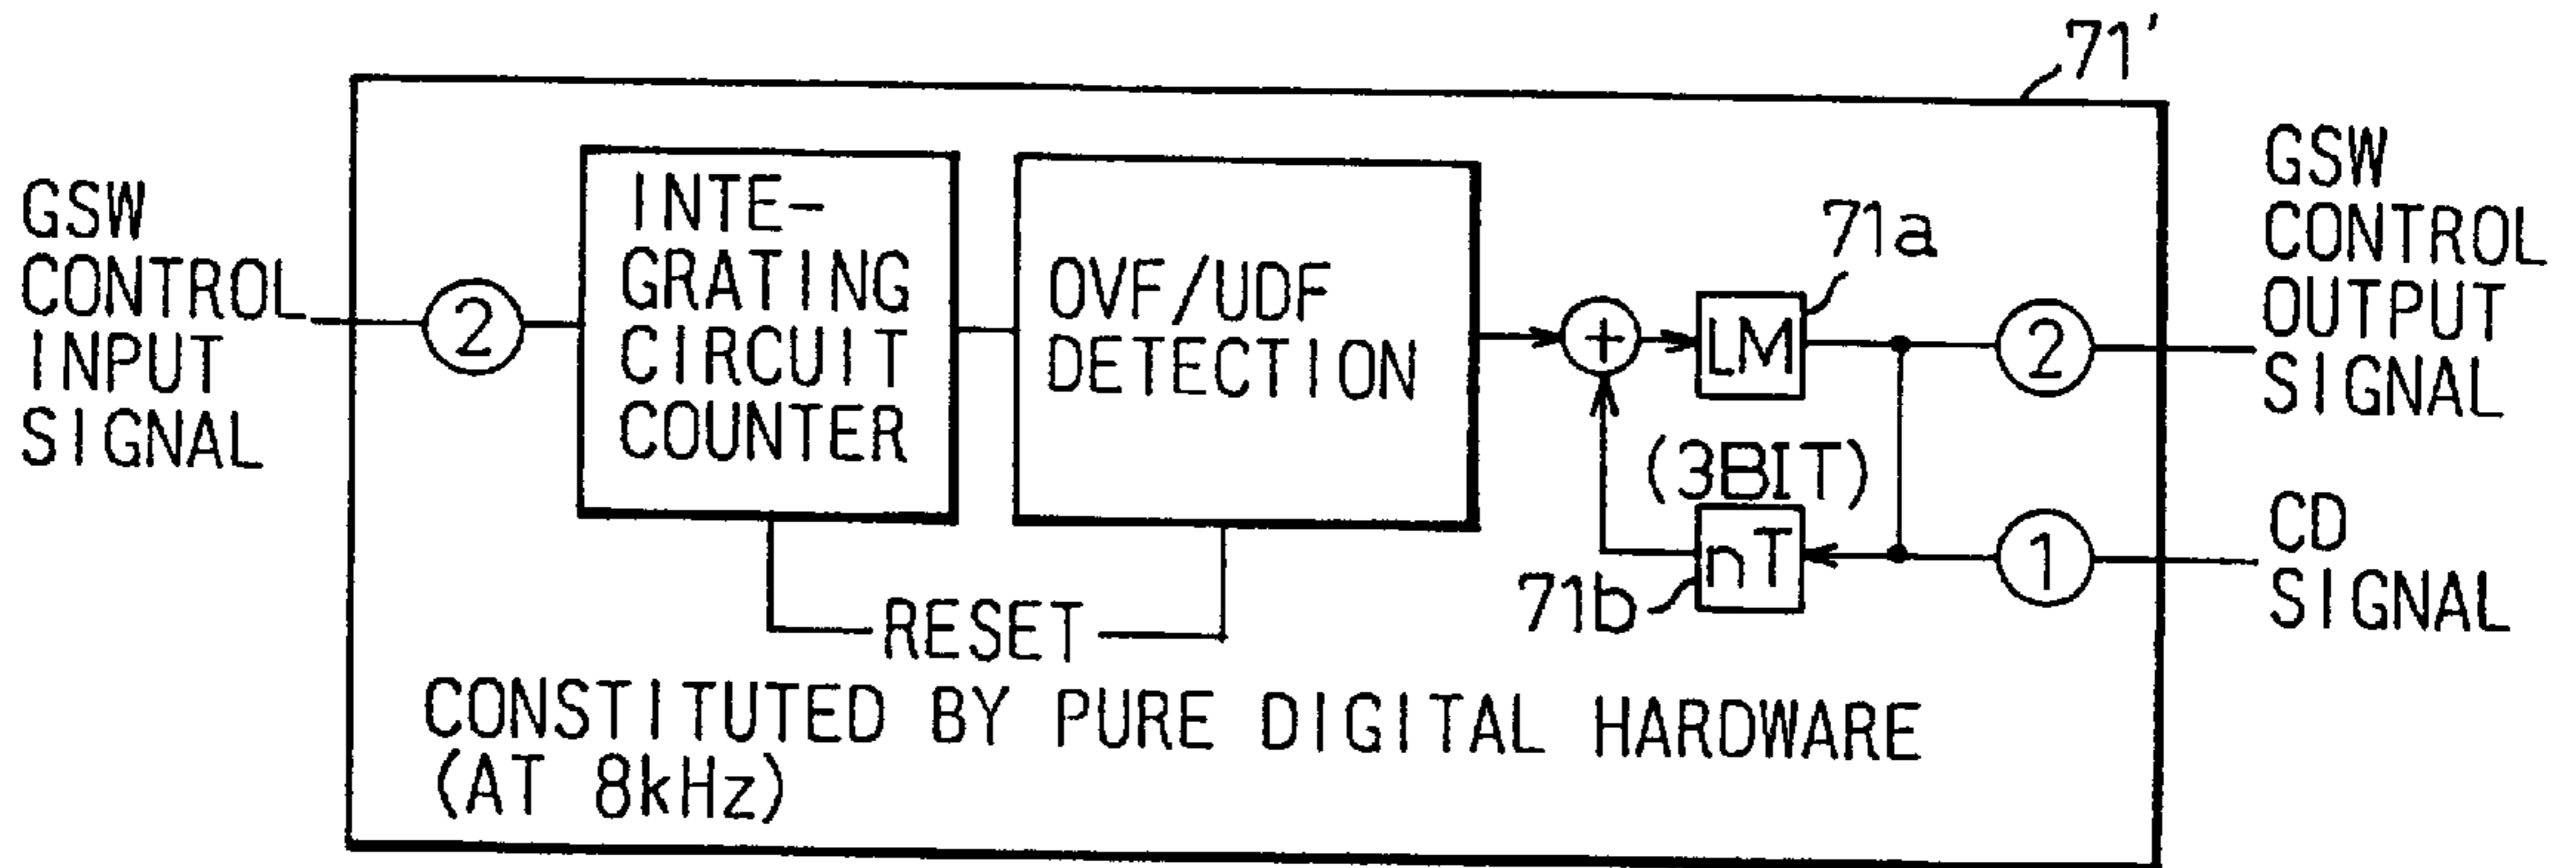 71'
GSW
CONTROL
INPUT
SIGNAL
②
INTE-
GRATING
CIRCUIT
COUNTER
OVF/UDF
DETECTION
RESET
+
71a
LM
(3BIT)
nT
71b
②
①
GSW
CONTROL
OUTPUT
SIGNAL
CD
SIGNAL
CONSTITUTED BY PURE DIGITAL HARDWARE
(AT 8kHz)